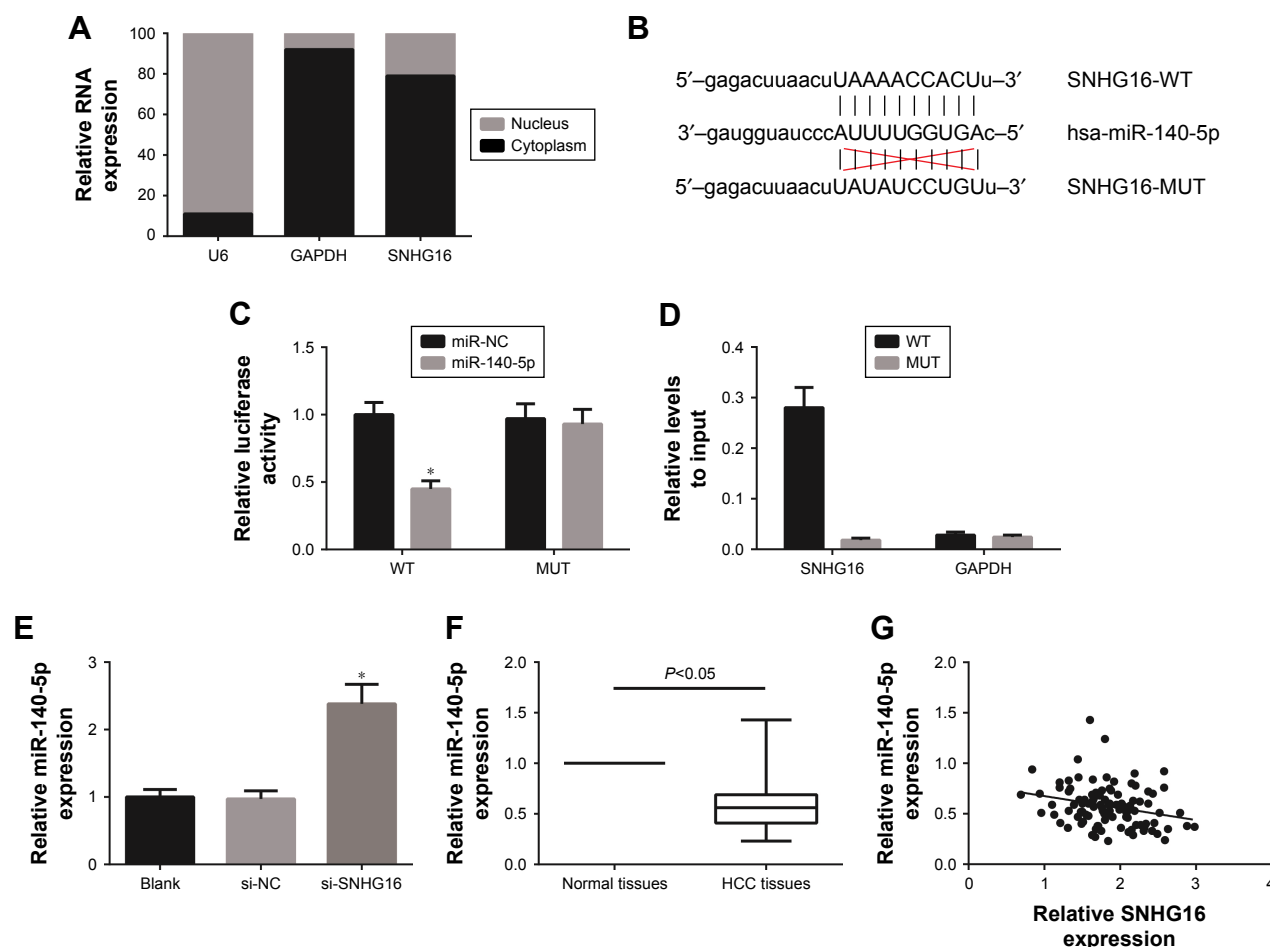 A
Relative RNA
expression
100
80
60
40
20
0
U6
GAPDH
SNHG16
Nucleus
Cytoplasm
B
5′–gagacuuaacuUAAAACCACUu–3′ SNHG16-WT
3′–gaugguaucccAUUUUGGUGAc–5′ hsa-miR-140-5p
5′–gagacuuaacuUAUAUCCUGUu–3′ SNHG16-MUT
C
Relative luciferase
activity
1.5
1.0
0.5
0.0
miR-NC
miR-140-5p
*
WT
MUT
D
Relative levels
to input
0.4
0.3
0.2
0.1
0.0
WT
MUT
SNHG16
GAPDH
E
Relative miR-140-5p
expression
3
2
1
0
*
Blank
si-NC
si-SNHG16
F
Relative miR-140-5p
expression
2.0
1.5
1.0
0.5
0.0
P<0.05
Normal tissues
HCC tissues
G
Relative miR-140-5p
expression
2.0
1.5
1.0
0.5
0.0
0
1
2
3
4
Relative SNHG16
expression